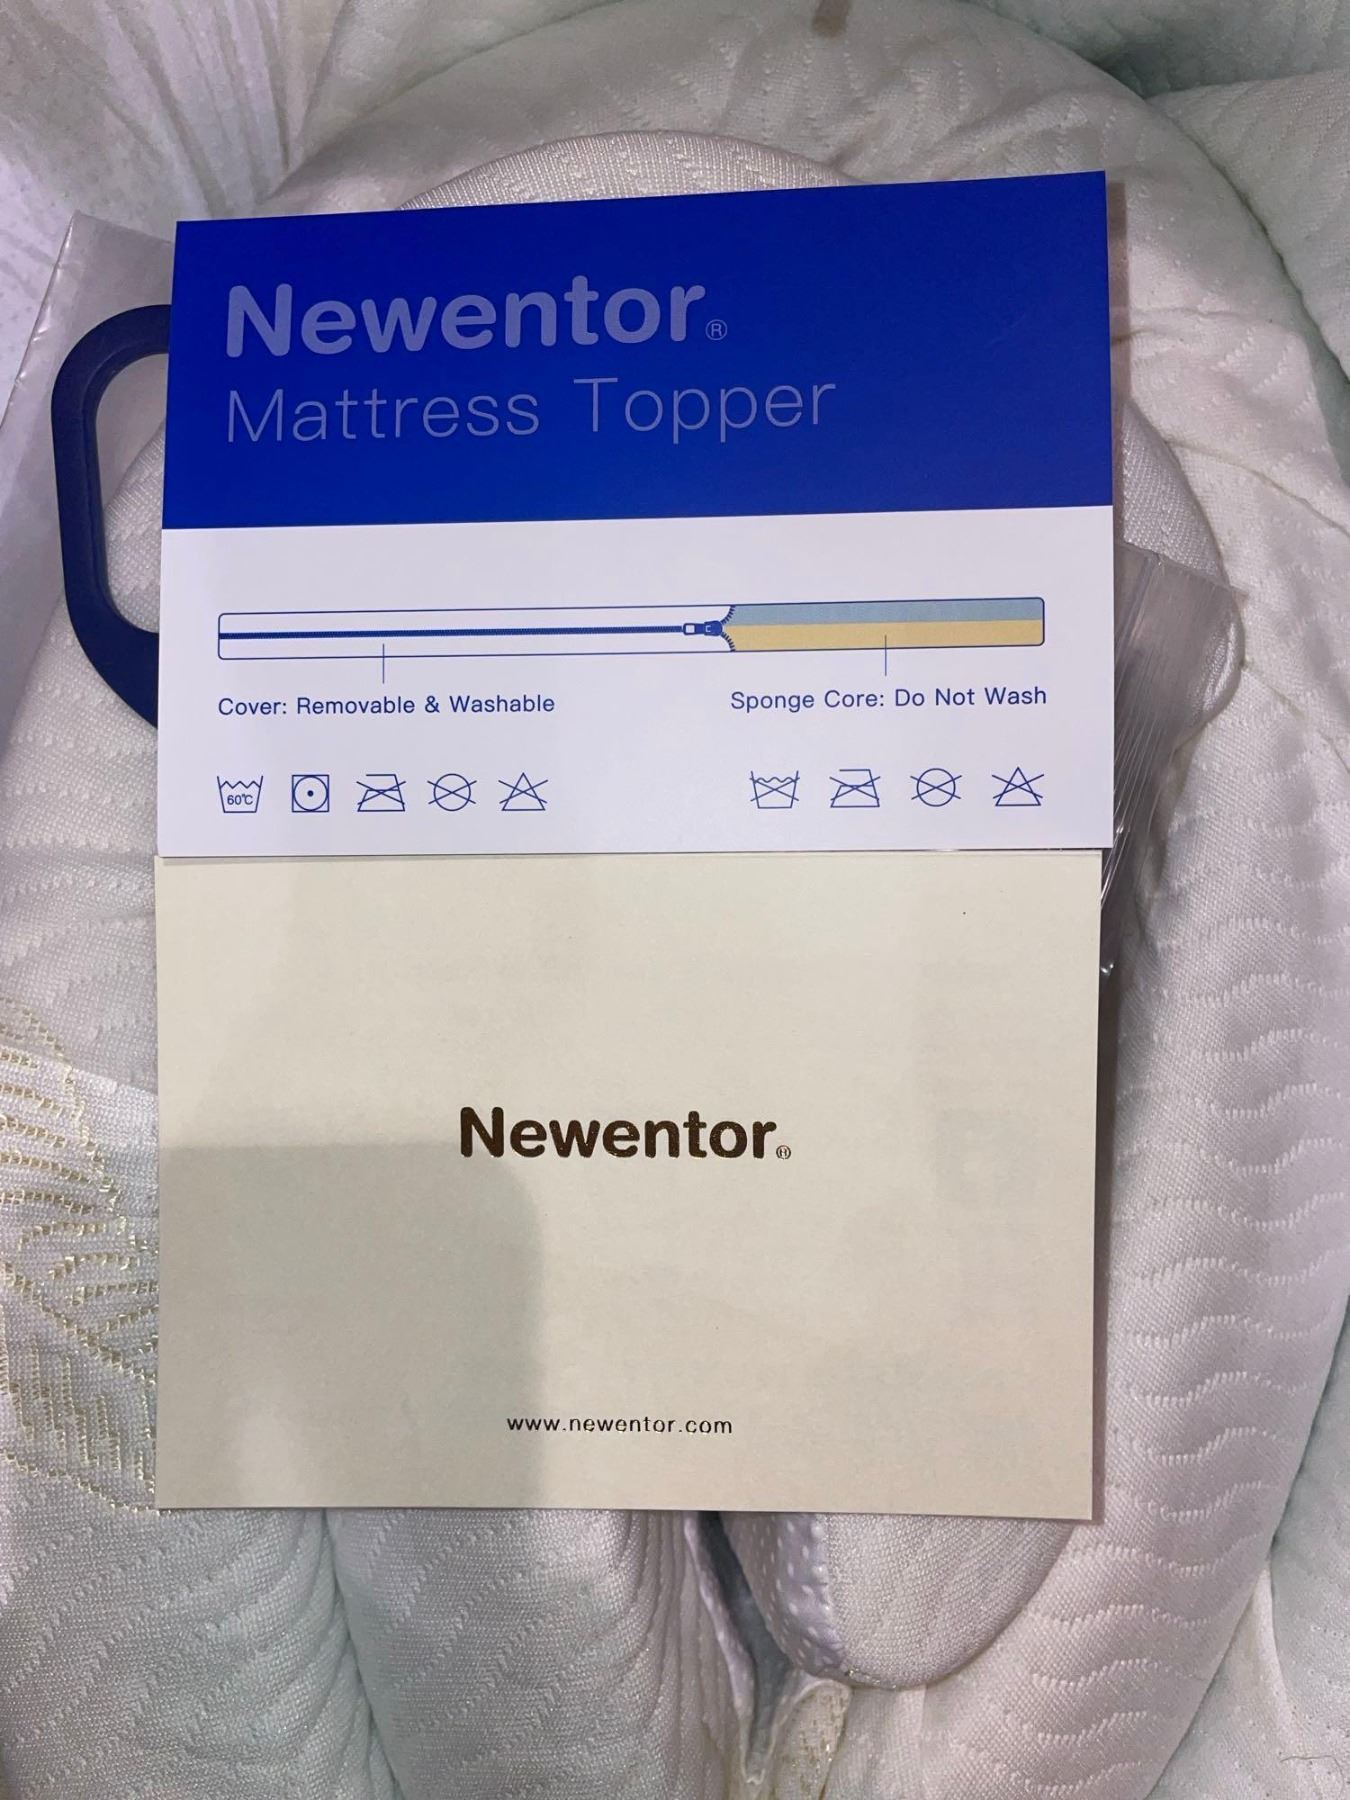 Newentor®
Mattress Topper
Cover: Removable & Washable
Sponge Core: Do Not Wash
60°C
Newentor®
www.newentor.com